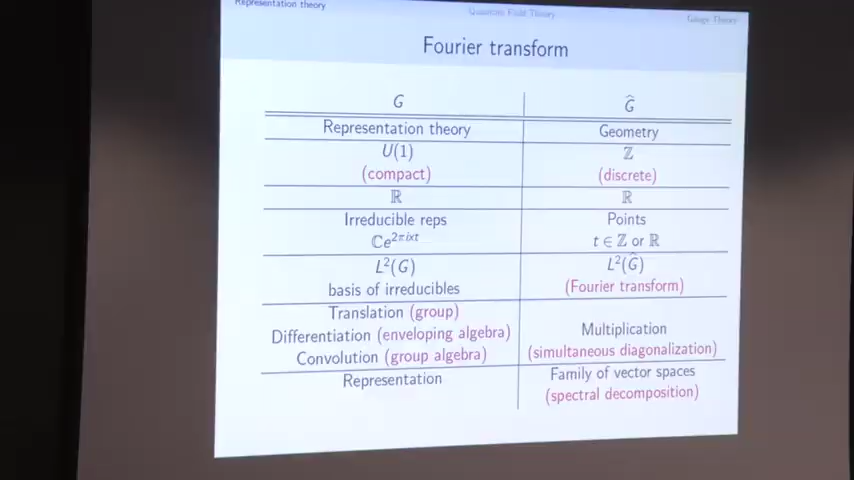 Representation theory
Quantum Field Theory
Gauge Theory
Fourier transform
G Ĝ
Representation theory Geometry
U(1) ℤ
(compact) (discrete)
ℝ ℝ
Irreducible reps Points
ℂe^{2πixt} t ∈ ℤ or ℝ
L²(G) L²(Ĝ)
basis of irreducibles (Fourier transform)
Translation (group)
Differentiation (enveloping algebra) Multiplication
Convolution (group algebra) (simultaneous diagonalization)
Representation Family of vector spaces
(spectral decomposition)